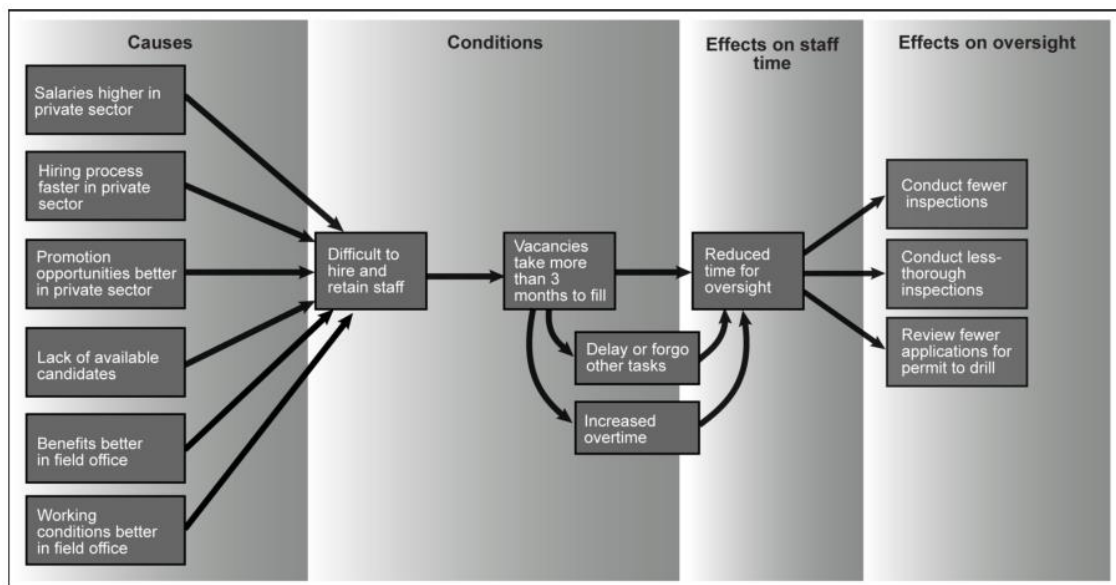 Causes
Conditions
Effects on staff
time
Effects on oversight
Salaries higher in
private sector
Hiring process
faster in private
sector
Promotion
opportunities better
in private sector
Lack of available
candidates
Benefits better
in field office
Working
conditions better
in field office
Difficult to
hire and
retain staff
Vacancies
take more
than 3
months to fill
Delay or forgo
other tasks
Increased
overtime
Reduced
time for
oversight
Conduct fewer
inspections
Conduct less-
thorough
inspections
Review fewer
applications for
permit to drill